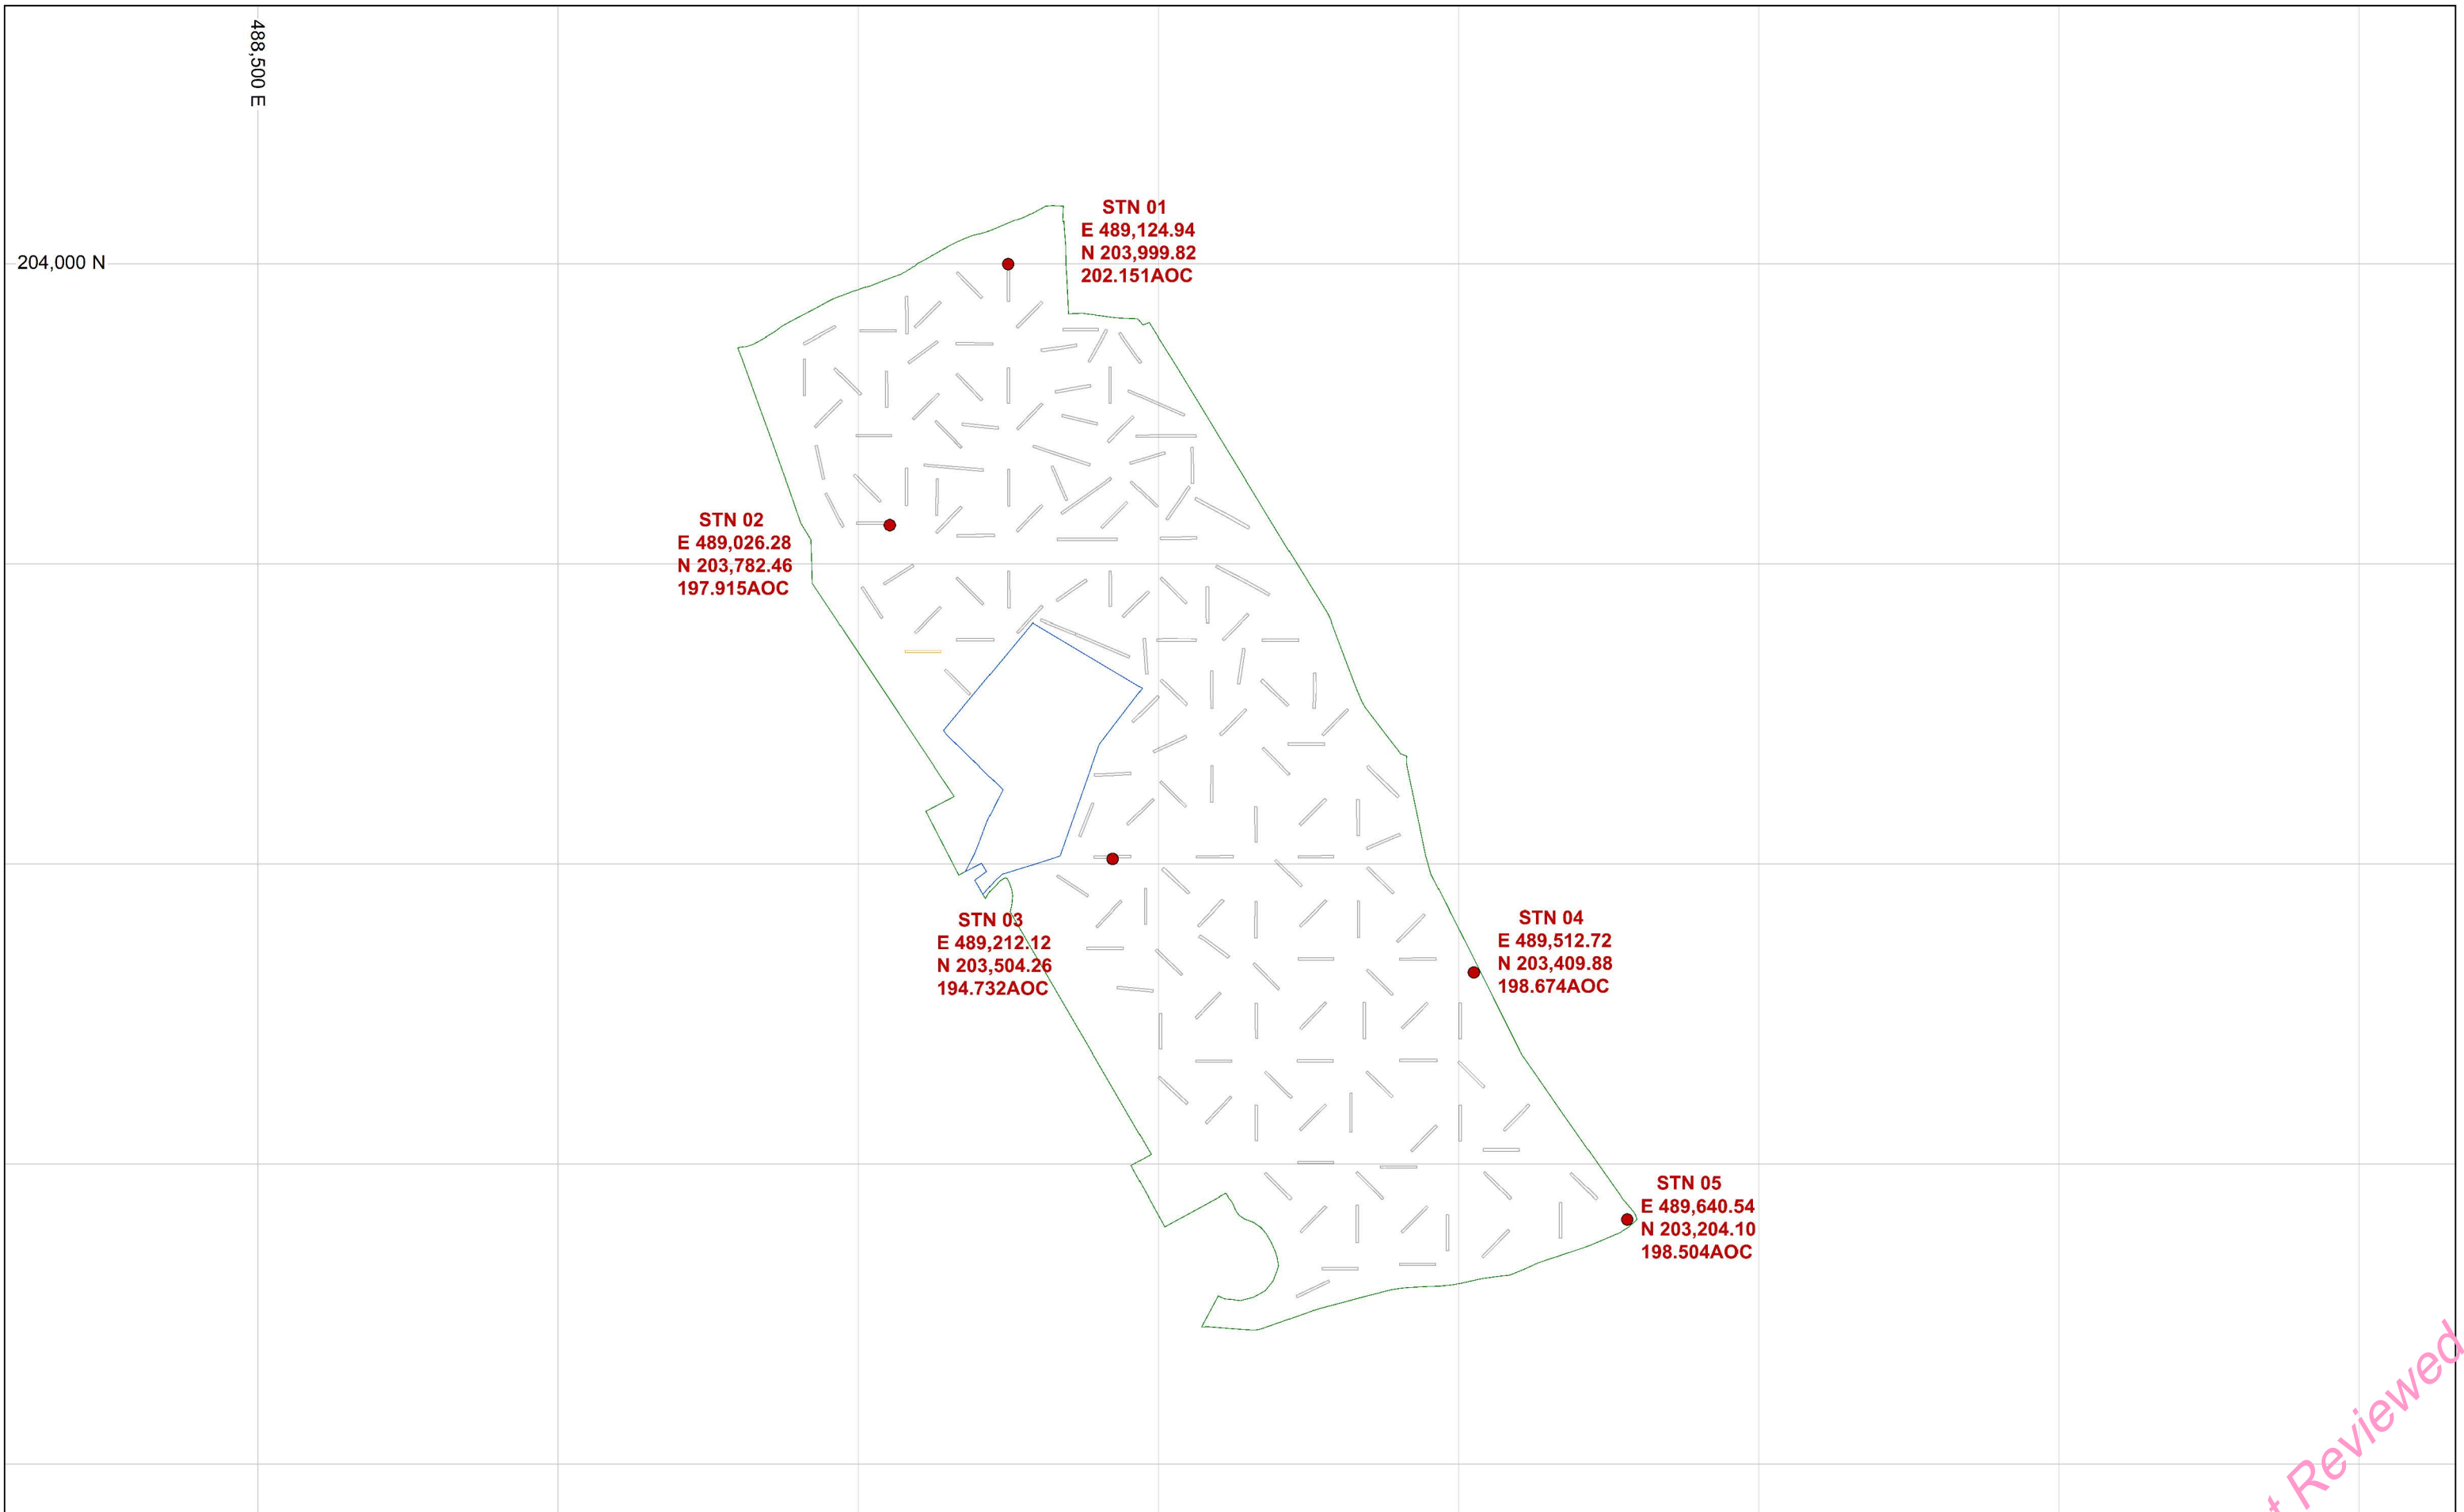 488,500 E
204,000 N
STN 01
E 489,124.94
N 203,999.82
202.151AOC
STN 02
E 489,026.28
N 203,782.46
197.915AOC
STN 03
E 489,212.12
N 203,504.26
194.732AOC
STN 04
E 489,512.72
N 203,409.88
198.674AOC
STN 05
E 489,640.54
N 203,204.10
198.504AOC
Reviewed